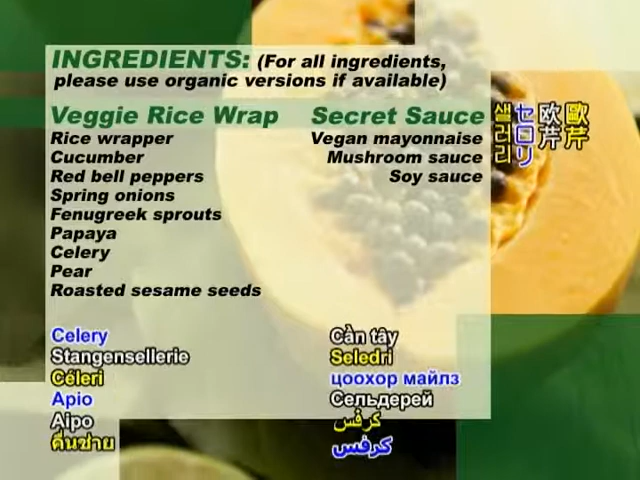 INGREDIENTS: (For all ingredients,
please use organic versions if available)
Veggie Rice Wrap
Rice wrapper
Cucumber
Red bell peppers
Spring onions
Fenugreek sprouts
Papaya
Celery
Pear
Roasted sesame seeds
Secret Sauce
Vegan mayonnaise
Mushroom sauce
Soy sauce
샐러리
セロリ
欧芹
歐芹
Celery
Stangensellerie
Céleri
Apio
Aipo
คื่นช่าย
Cần tây
Seledri
цоохор майлз
Сельдерей
كرفس
كرفس